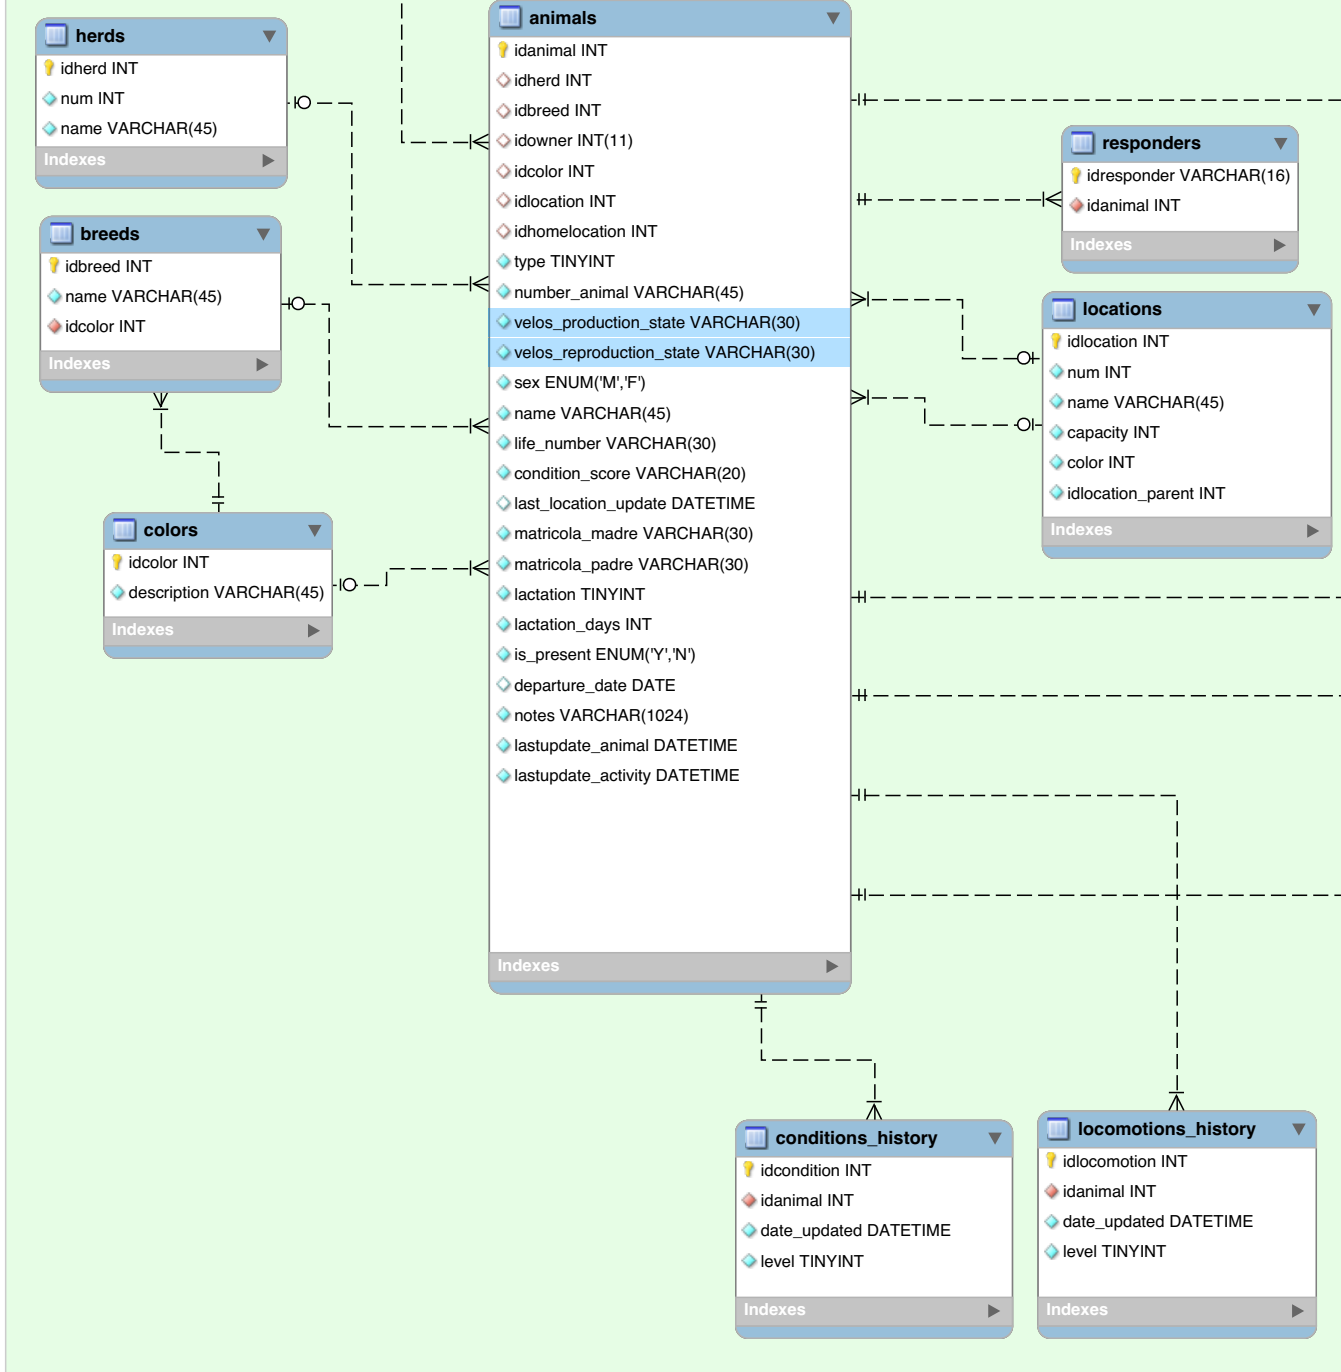 herds
idherd INT
num INT
name VARCHAR(45)
Indexes
breeds
idbreed INT
name VARCHAR(45)
idcolor INT
Indexes
colors
idcolor INT
description VARCHAR(45)
Indexes
animals
idanimal INT
idherd INT
idbreed INT
idowner INT(11)
idcolor INT
idlocation INT
idhomelocation INT
type TINYINT
number_animal VARCHAR(45)
velos_production_state VARCHAR(30)
velos_reproduction_state VARCHAR(30)
sex ENUM('M','F')
name VARCHAR(45)
life_number VARCHAR(30)
condition_score VARCHAR(20)
last_location_update DATETIME
matricola_madre VARCHAR(30)
matricola_padre VARCHAR(30)
lactation TINYINT
lactation_days INT
is_present ENUM('Y','N')
departure_date DATE
notes VARCHAR(1024)
lastupdate_animal DATETIME
lastupdate_activity DATETIME
Indexes
responders
idresponder VARCHAR(16)
idanimal INT
Indexes
locations
idlocation INT
num INT
name VARCHAR(45)
capacity INT
color INT
idlocation_parent INT
Indexes
conditions_history
idcondition INT
idanimal INT
date_updated DATETIME
level TINYINT
Indexes
locomotions_history
idlocomotion INT
idanimal INT
date_updated DATETIME
level TINYINT
Indexes